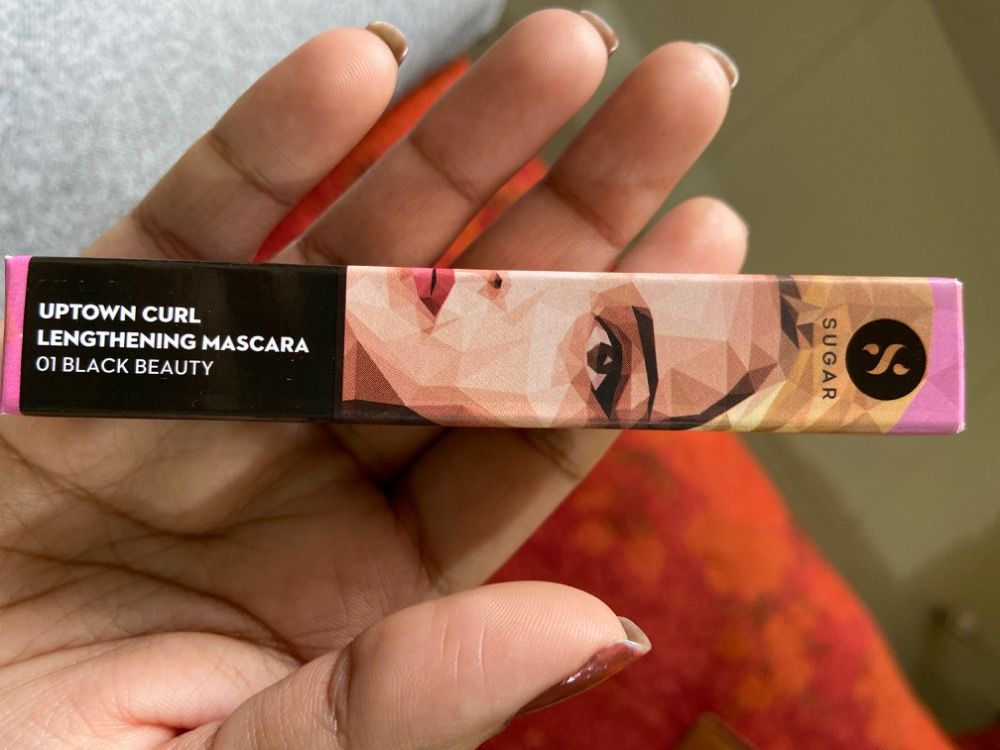 UPTOWN CURL
LENGTHENING MASCARA
01 BLACK BEAUTY
SUGAR